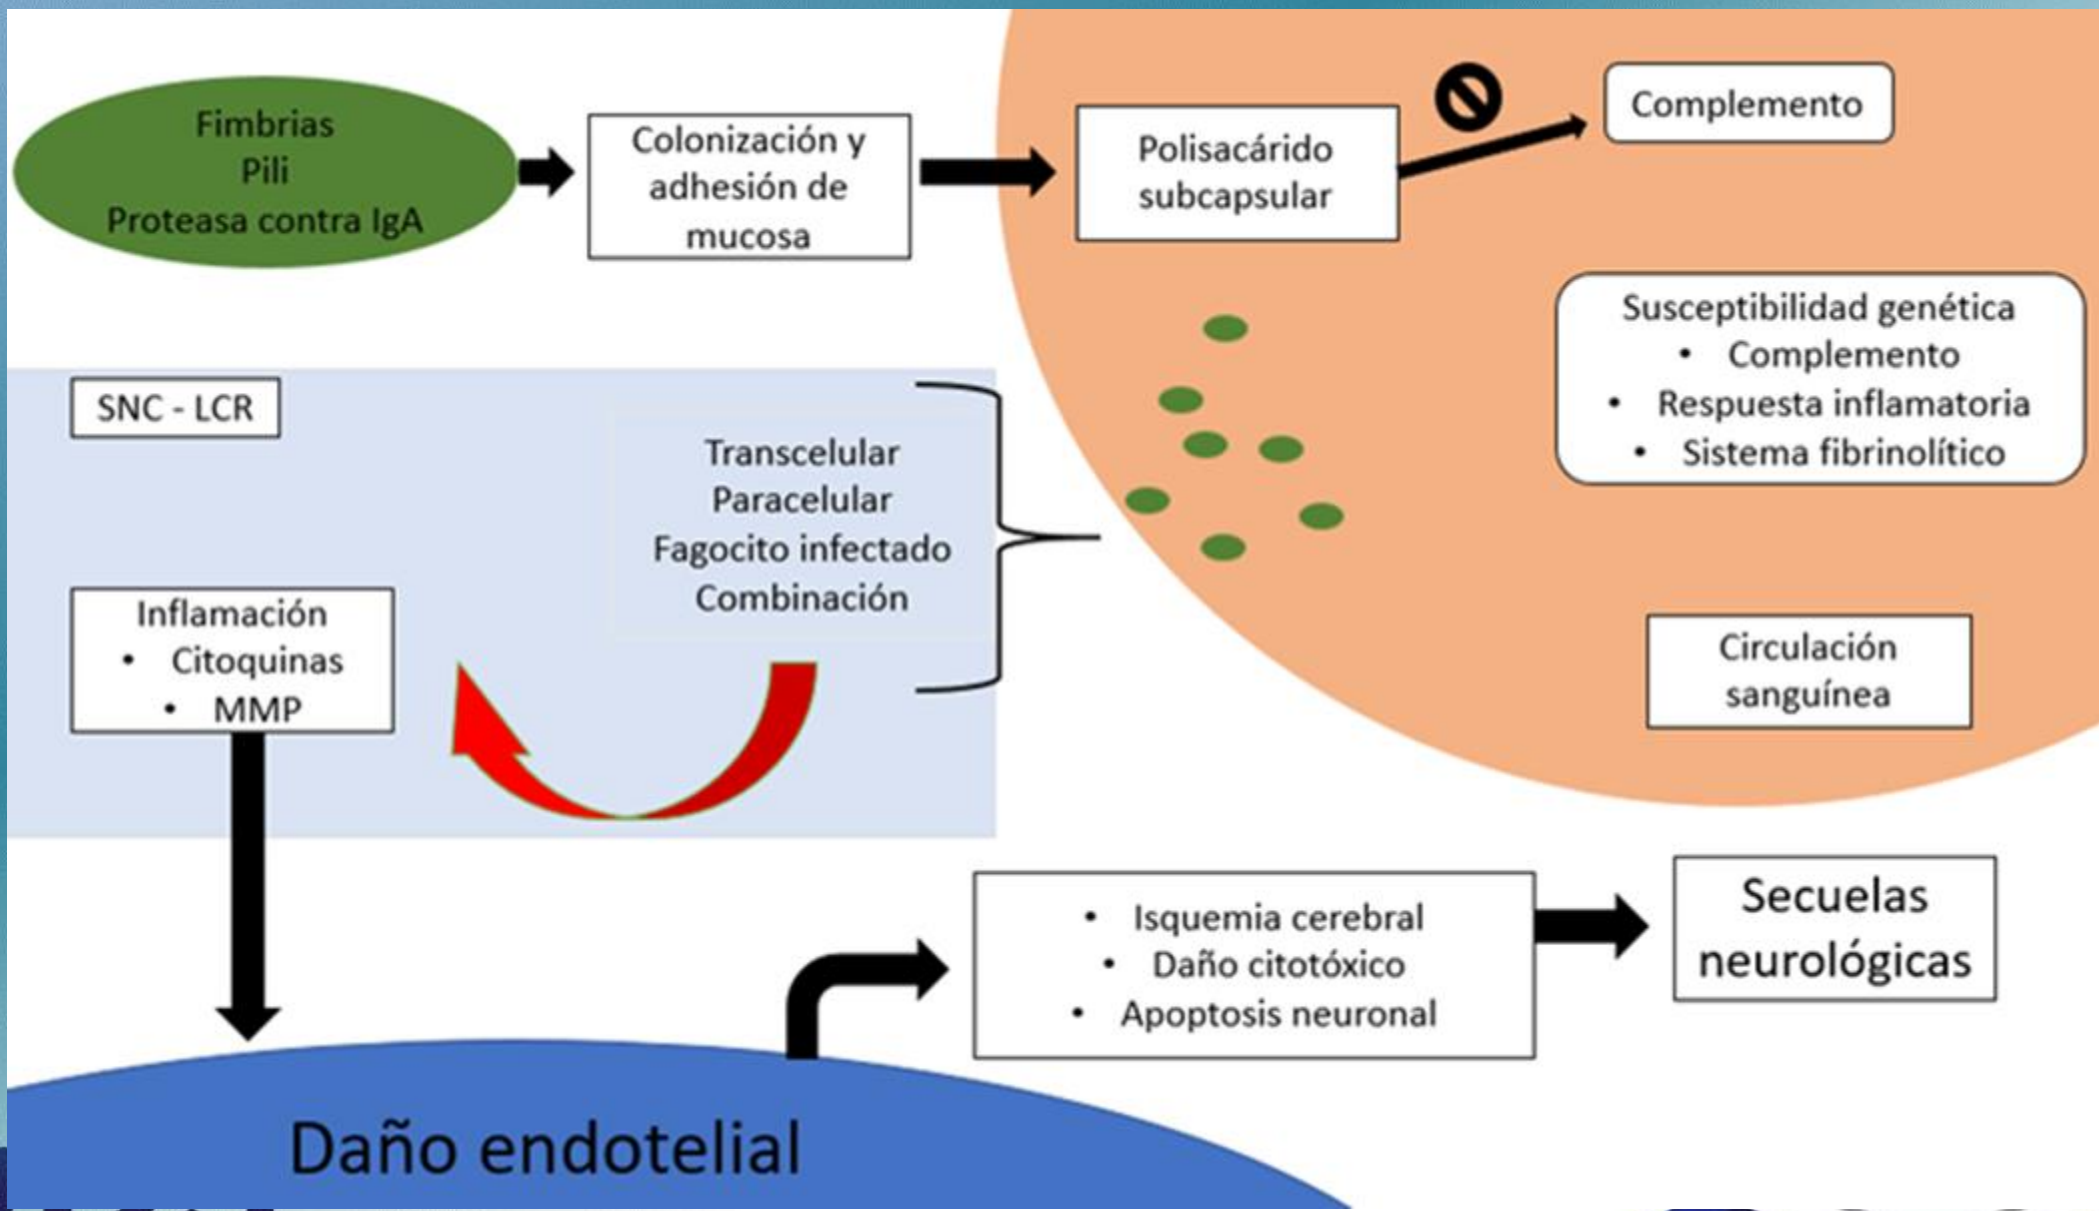 Fimbrias
Pili
Proteasa contra IgA
Colonización y
adhesión de
mucosa
Polisacárido
subcapsular
Complemento
Susceptibilidad genética
• Complemento
• Respuesta inflamatoria
• Sistema fibrinolítico
SNC - LCR
Transcelular
Paracelular
Fagocito infectado
Combinación
Inflamación
• Citoquinas
• MMP
Circulación
sanguínea
• Isquemia cerebral
• Daño citotóxico
• Apoptosis neuronal
Secuelas
neurológicas
Daño endotelial